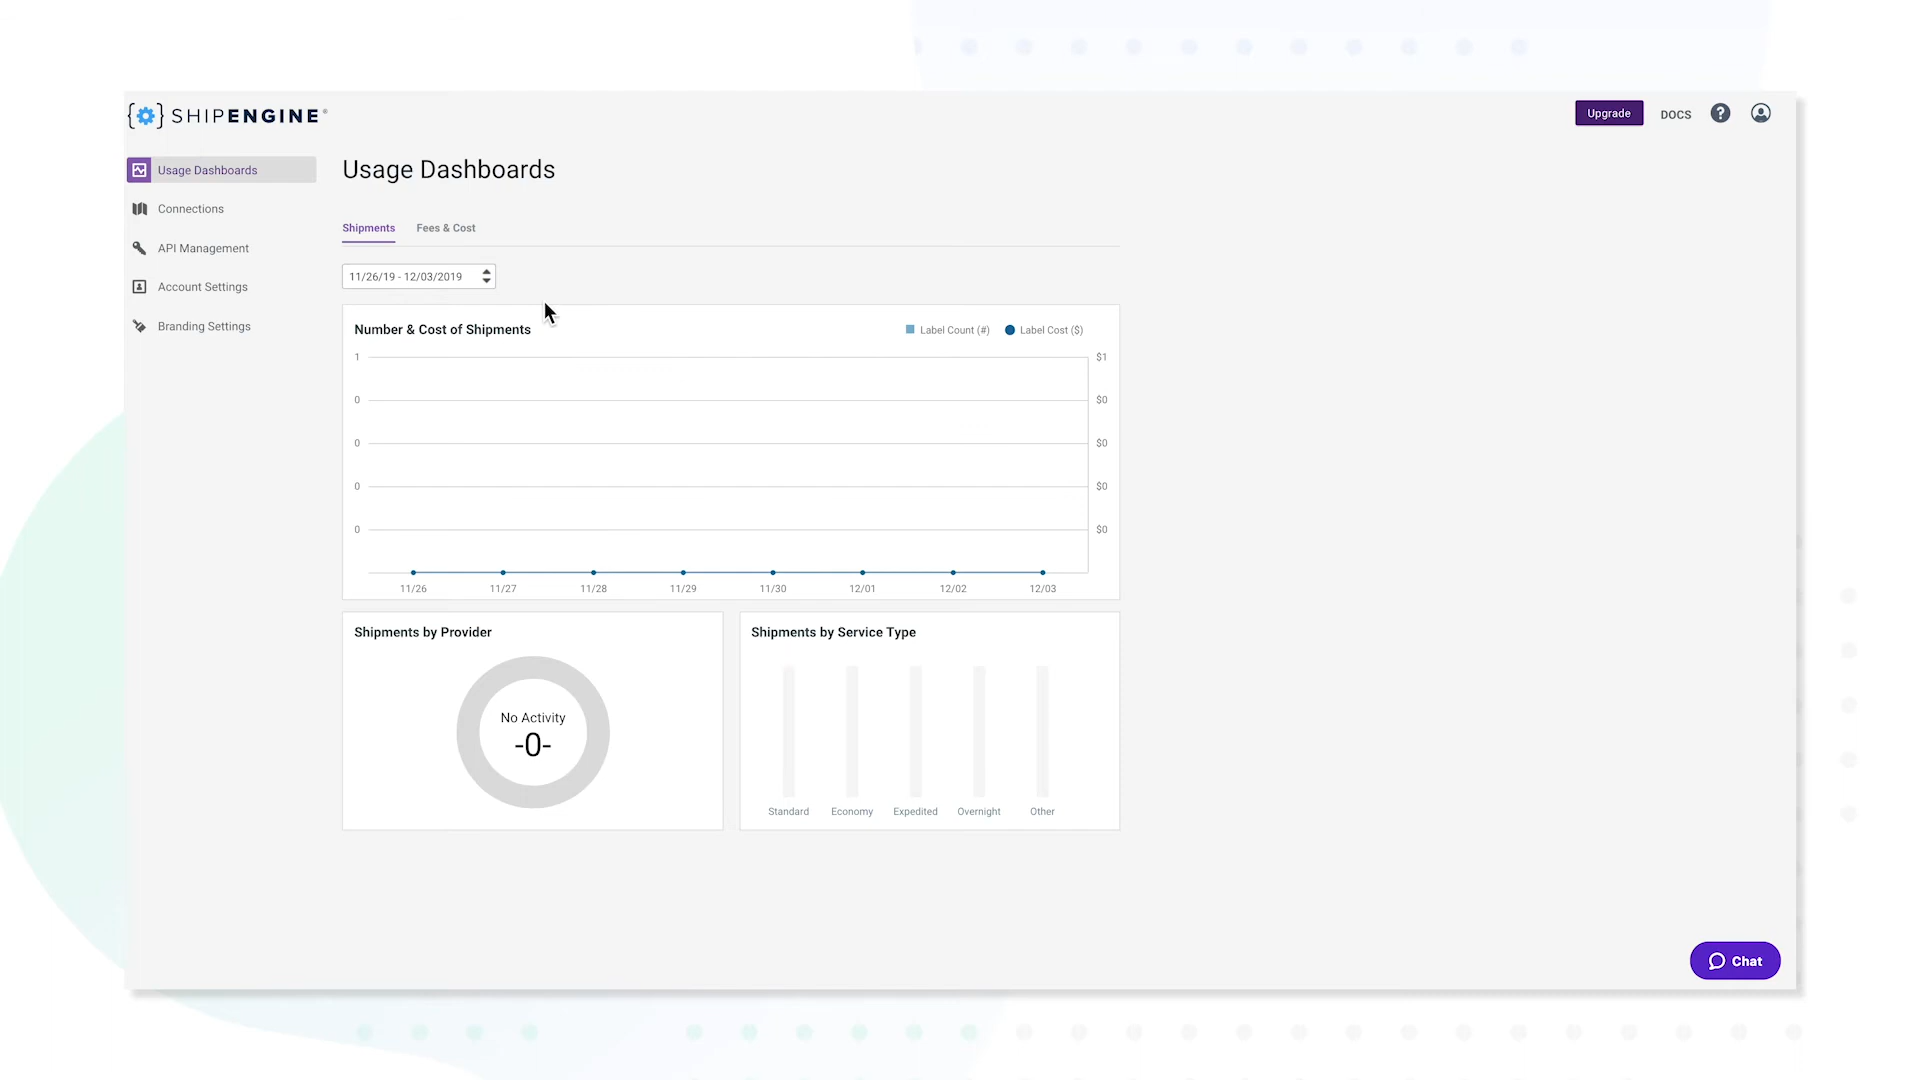 { } SHIPENGINE®
Upgrade
DOCS
?
Usage Dashboards
Connections
API Management
Account Settings
Branding Settings
Usage Dashboards
Shipments
Fees & Cost
11/26/19 - 12/03/2019
Number & Cost of Shipments
Label Count (#)
Label Cost ($)
1
$1
0
$0
0
$0
0
$0
0
$0
11/26
11/27
11/28
11/29
11/30
12/01
12/02
12/03
Shipments by Provider
No Activity
-0-
Shipments by Service Type
Standard
Economy
Expedited
Overnight
Other
Chat